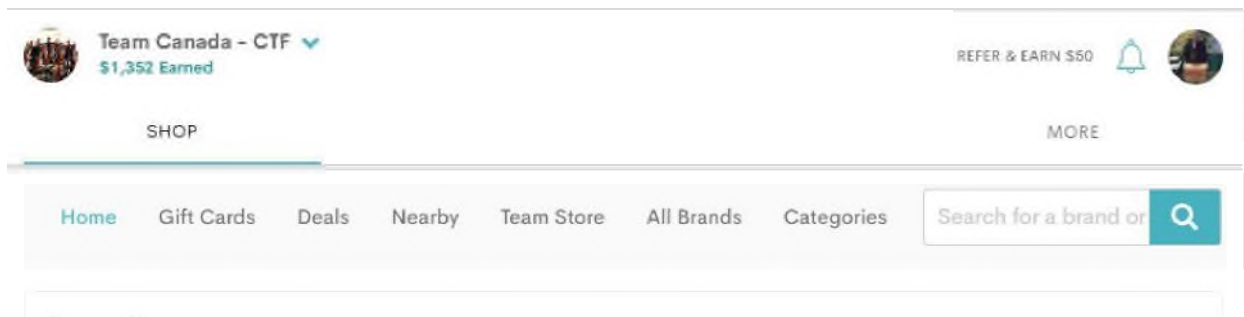 Team Canada - CTF
$1,352 Earned
REFER & EARN $50
SHOP
MORE
Home Gift Cards Deals Nearby Team Store All Brands Categories Search for a brand or